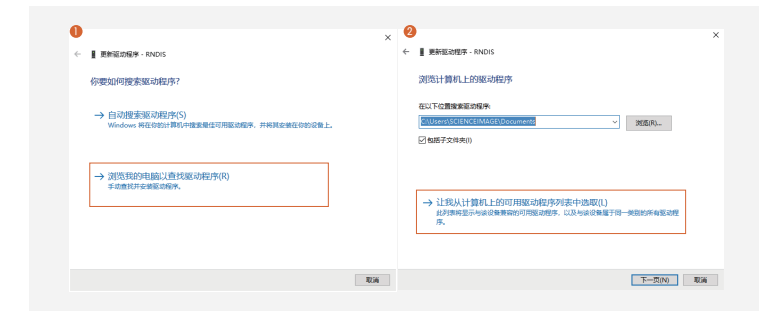 1
← 更新驱动程序 - RNDIS
你要如何搜索驱动程序?
→ 自动搜索驱动程序(S)
Windows 将在你的计算机中搜索最佳可用驱动程序，并将其安装在你的设备上。
→ 浏览我的电脑以查找驱动程序(R)
手动查找并安装驱动程序。
取消
2
← 更新驱动程序 - RNDIS
浏览计算机上的驱动程序
在以下位置搜索驱动程序:
C:\Users\SCIENCEIMAGE\Documents
浏览(R)...
包括子文件夹(I)
→ 让我从计算机上的可用驱动程序列表中选取(L)
此列表将显示与该设备兼容的可用驱动程序，以及与该设备属于同一类别的所有驱动程
序。
下一页(N)
取消